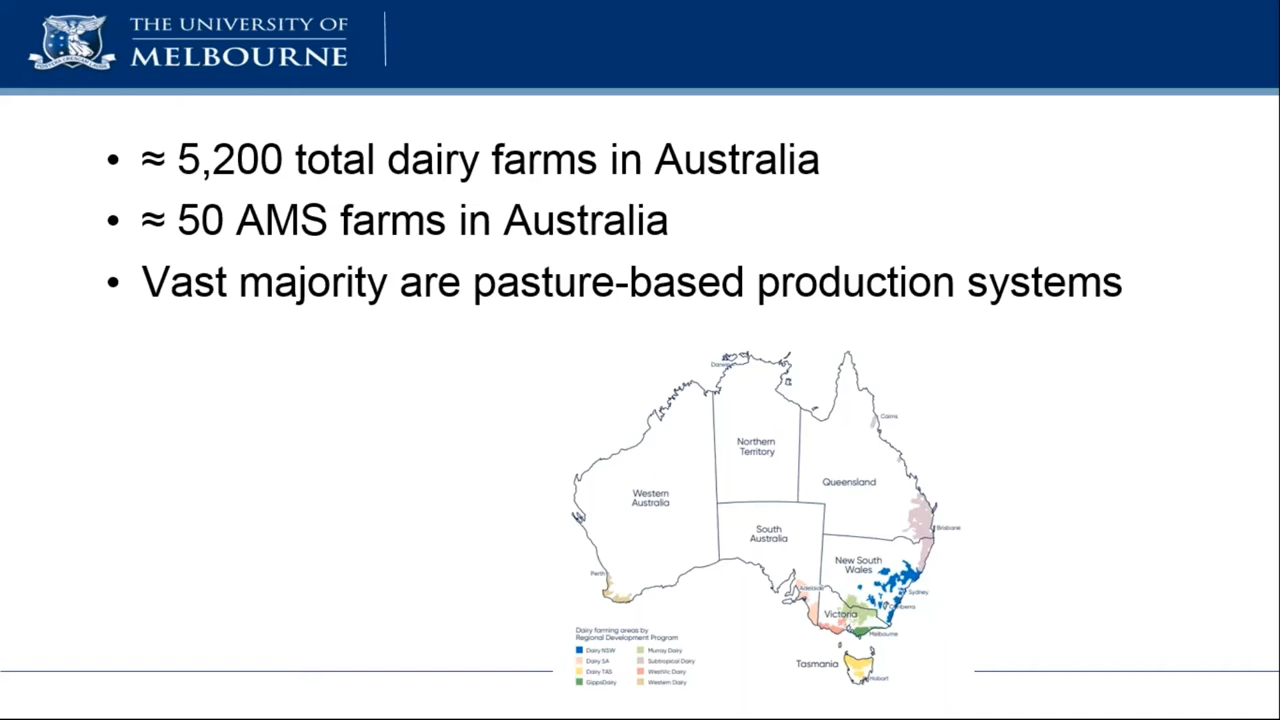 THE UNIVERSITY OF
MELBOURNE
• ≈ 5,200 total dairy farms in Australia
• ≈ 50 AMS farms in Australia
• Vast majority are pasture-based production systems
Darwin
Cairns
Northern
Territory
Queensland
Western
Australia
South
Australia
Brisbane
New South
Wales
Perth
Adelaide
Sydney
Canberra
Victoria
Melbourne
Tasmania
Hobart
Dairy farming areas by
Regional Development Program
Dairy NSW
Murray Dairy
Dairy SA
Subtropical Dairy
Dairy TAS
WestVic Dairy
GippsDairy
Western Dairy